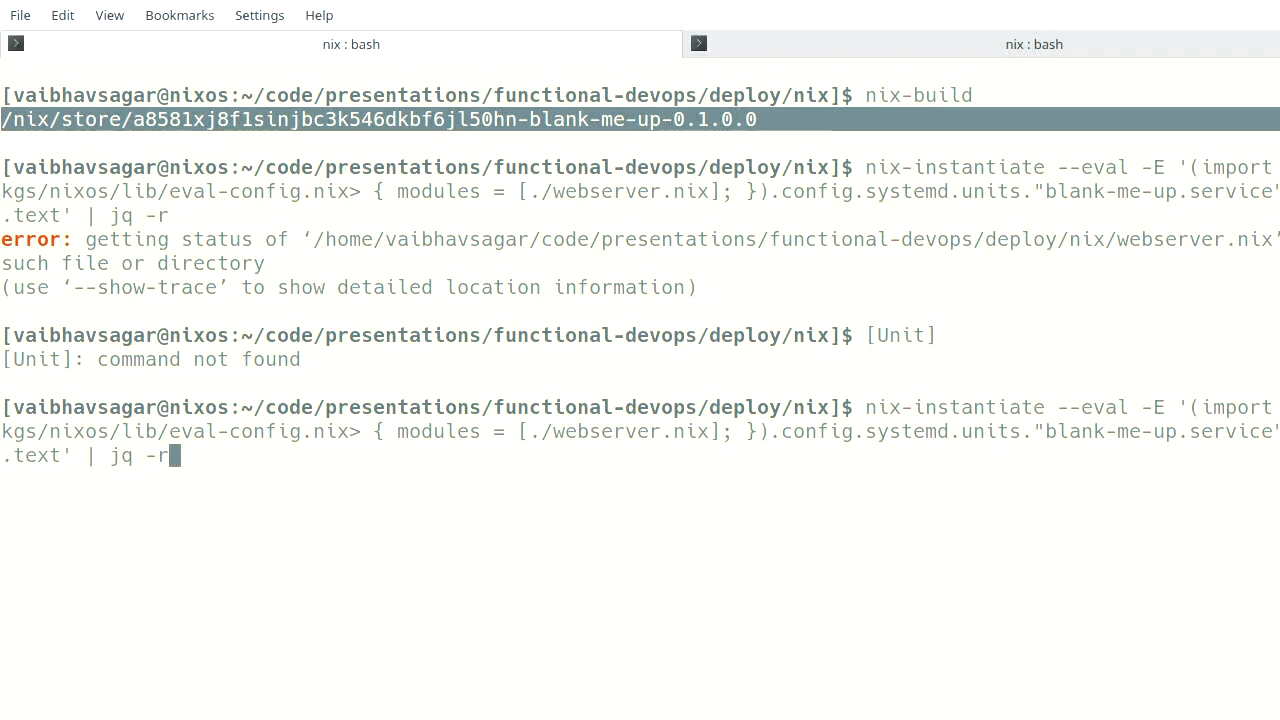 File Edit View Bookmarks Settings Help
nix : bash nix : bash
[vaibhavsagar@nixos:~/code/presentations/functional-devops/deploy/nix]$ nix-build
/nix/store/a8581xj8f1sinjbc3k546dkbf6jl50hn-blank-me-up-0.1.0.0
[vaibhavsagar@nixos:~/code/presentations/functional-devops/deploy/nix]$ nix-instantiate --eval -E '(import
kgs/nixos/lib/eval-config.nix> { modules = [./webserver.nix]; }).config.systemd.units."blank-me-up.service"
.text' | jq -r
error: getting status of ‘/home/vaibhavsagar/code/presentations/functional-devops/deploy/nix/webserver.nix’
such file or directory
(use ‘--show-trace’ to show detailed location information)
[vaibhavsagar@nixos:~/code/presentations/functional-devops/deploy/nix]$ [Unit]
[Unit]: command not found
[vaibhavsagar@nixos:~/code/presentations/functional-devops/deploy/nix]$ nix-instantiate --eval -E '(import
kgs/nixos/lib/eval-config.nix> { modules = [./webserver.nix]; }).config.systemd.units."blank-me-up.service"
.text' | jq -r